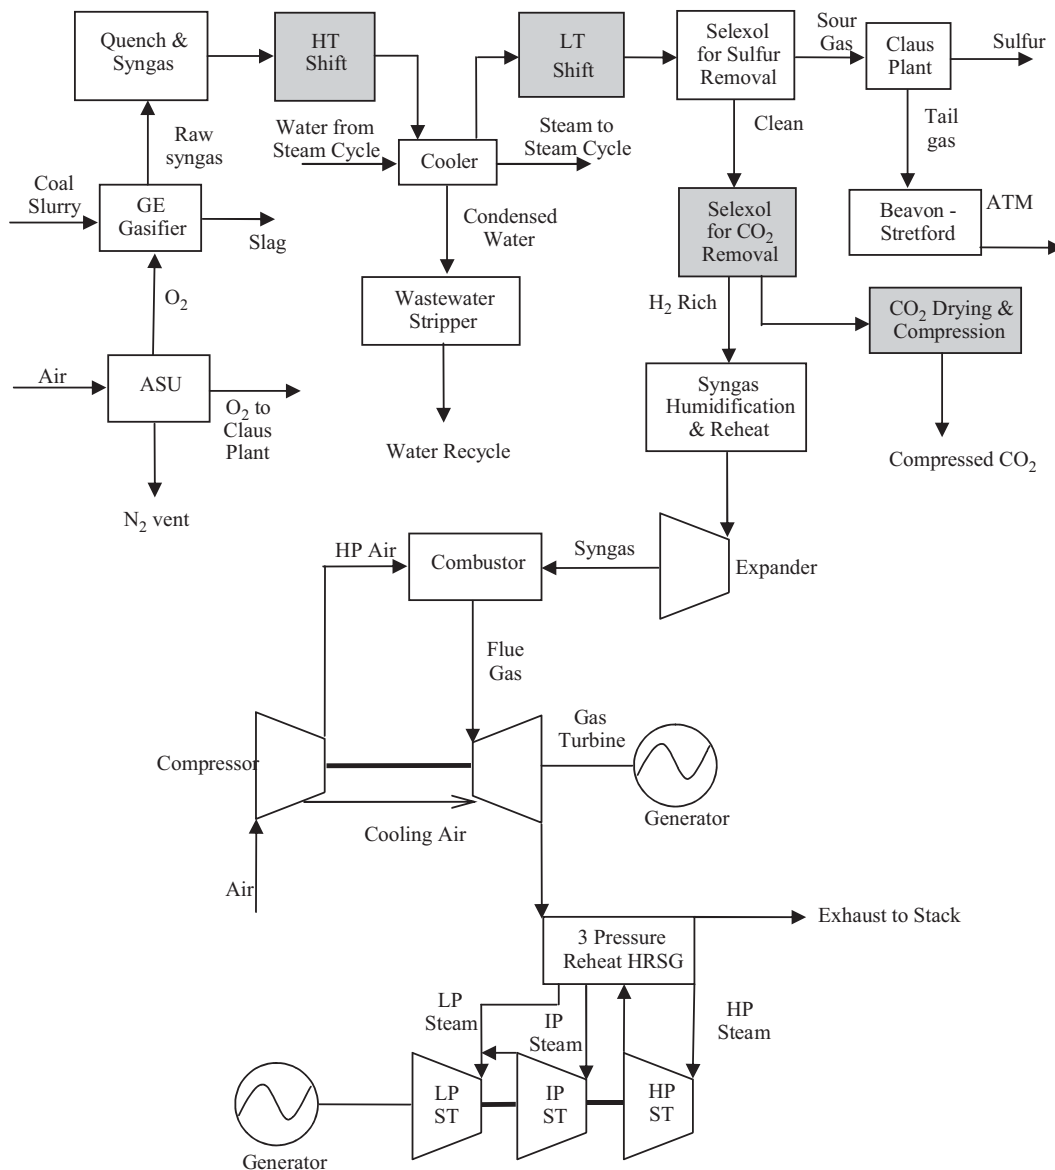 Quench &
Syngas
HT
Shift
LT
Shift
Selexol
for Sulfur
Removal
Sour
Gas
Claus
Plant
Sulfur
Raw
syngas
Water from
Steam Cycle
Cooler
Steam to
Steam Cycle
Clean
Tail
gas
Coal
Slurry
GE
Gasifier
Slag
Condensed
Water
Selexol
for CO2
Removal
Beavon -
Stretford
ATM
O2
Wastewater
Stripper
H2 Rich
CO2 Drying &
Compression
Air
ASU
O2 to
Claus
Plant
Syngas
Humidification
& Reheat
Water Recycle
Compressed CO2
N2 vent
HP Air
Combustor
Syngas
Expander
Flue
Gas
Compressor
Gas
Turbine
Generator
Cooling Air
Air
Exhaust to Stack
3 Pressure
Reheat HRSG
LP
Steam
IP
Steam
HP
Steam
LP
ST
IP
ST
HP
ST
Generator